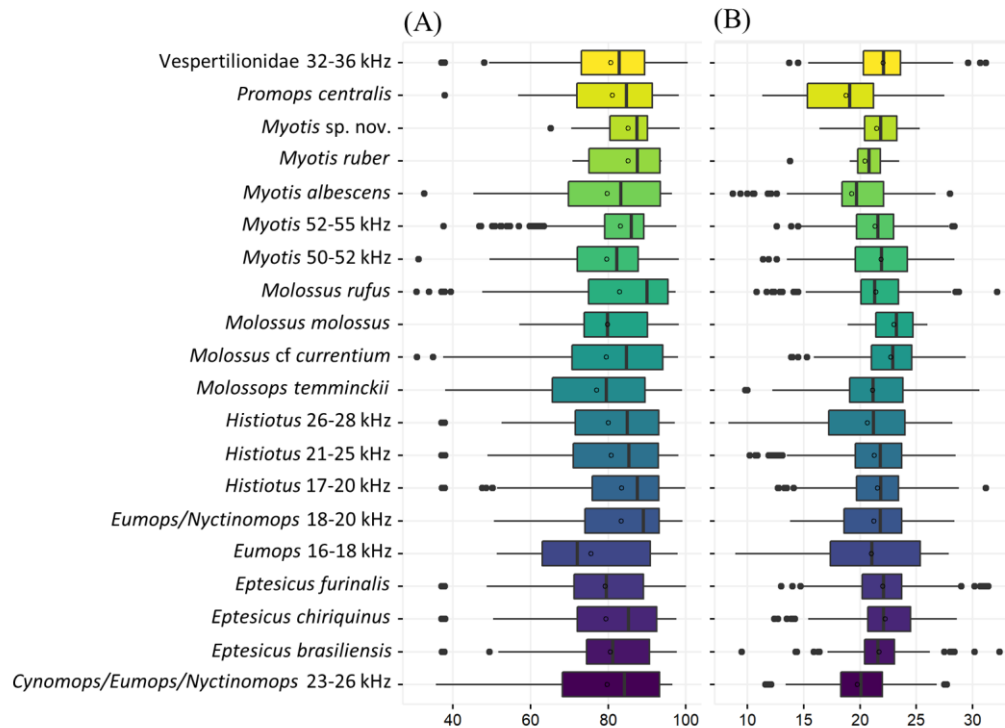 (A) (B)
Vespertilionidae 32-36 kHz
Promops centralis
Myotis sp. nov.
Myotis ruber
Myotis albescens
Myotis 52-55 kHz
Myotis 50-52 kHz
Molossus rufus
Molossus molossus
Molossus cf currentium
Molossops temminckii
Histiotus 26-28 kHz
Histiotus 21-25 kHz
Histiotus 17-20 kHz
Eumops/Nyctinomops 18-20 kHz
Eumops 16-18 kHz
Eptesicus furinalis
Eptesicus chiriquinus
Eptesicus brasiliensis
Cynomops/Eumops/Nyctinomops 23-26 kHz
40 60 80 100 10 20 30